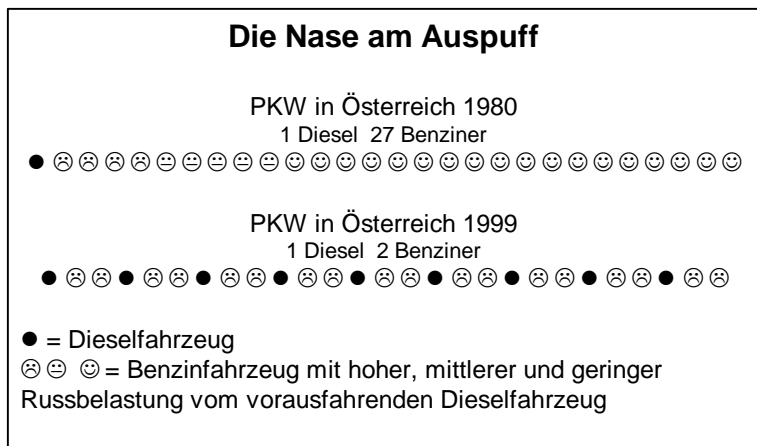 Die Nase am Auspuff
PKW in Österreich 1980
1 Diesel 27 Benziner
●☹☹☹☹😐😐😐😐😐☺☺☺☺☺☺☺☺☺☺☺☺☺☺☺☺☺☺
PKW in Österreich 1999
1 Diesel 2 Benziner
●☹☹●☹☹●☹☹●☹☹●☹☹●☹☹●☹☹●☹☹●☹☹
● = Dieselfahrzeug
☹😐 ☺ = Benzinfahrzeug mit hoher, mittlerer und geringer
Russbelastung vom vorausfahrenden Dieselfahrzeug